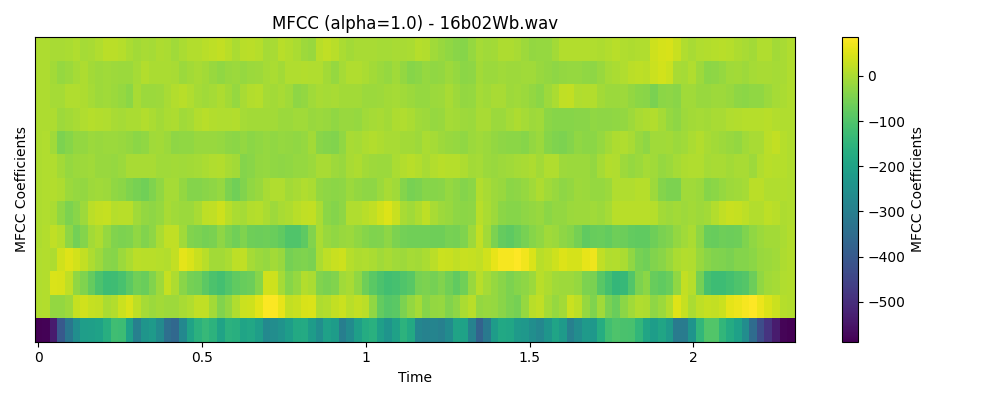 MFCC (alpha=1.0) - 16b02Wb.wav
MFCC Coefficients
0
0.5
1
1.5
2
Time
0
−100
−200
−300
−400
−500
MFCC Coefficients